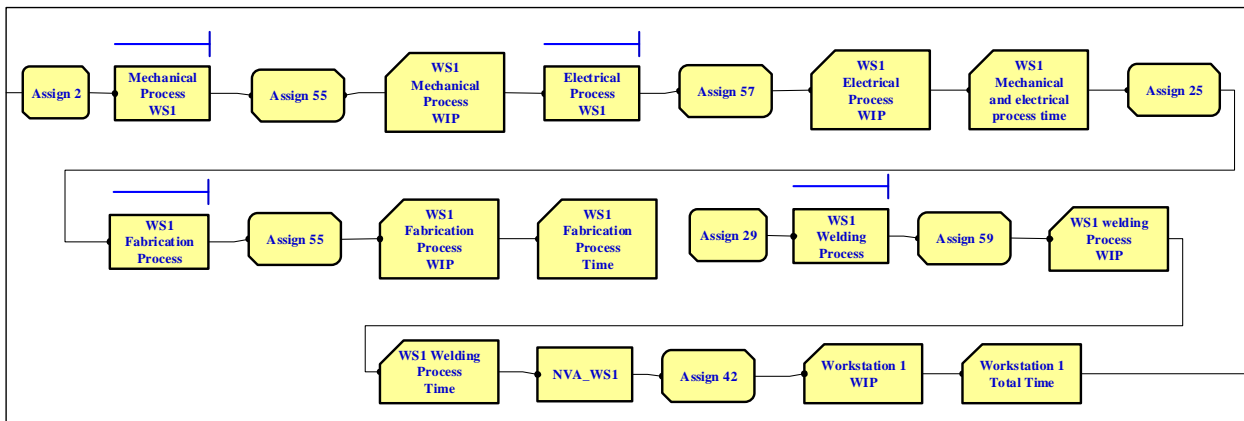 Assign 2
Mechanical
Process
WS1
Assign 55
WS1
Mechanical
Process
WIP
Electrical
Process
WS1
Assign 57
WS1
Electrical
Process
WIP
WS1
Mechanical
and electrical
process time
Assign 25
WS1
Fabrication
Process
Assign 55
WS1
Fabrication
Process
WIP
WS1
Fabrication
Process
Time
Assign 29
WS1
Welding
Process
Assign 59
WS1 welding
Process
WIP
WS1 Welding
Process
Time
NVA_WS1
Assign 42
Workstation 1
WIP
Workstation 1
Total Time